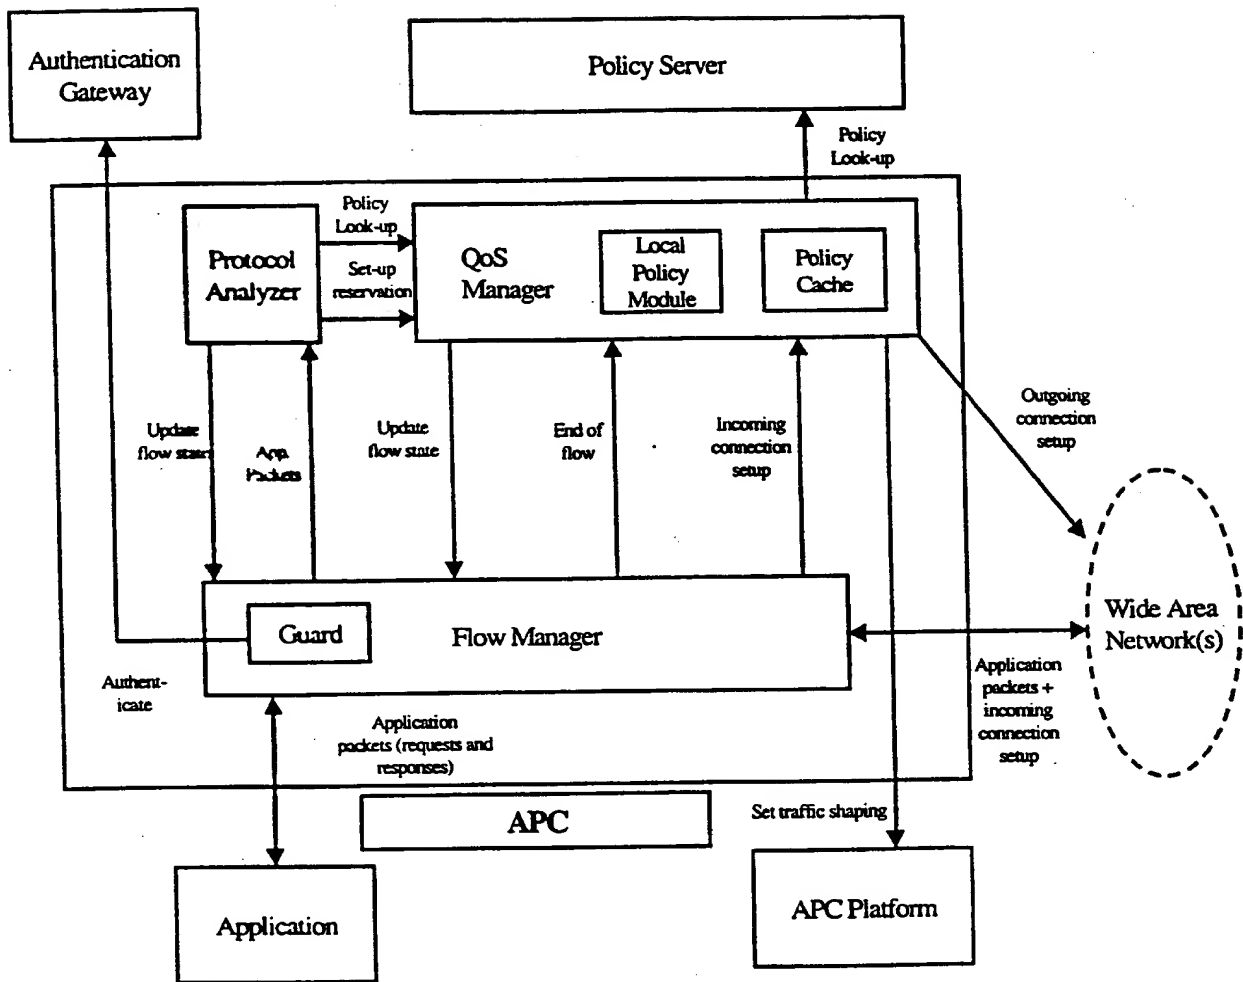 Authentication
Gateway
Policy Server
Policy
Look-up
Policy
Look-up
Protocol
Analyzer
Set-up
reservation
QoS
Manager
Local
Policy
Module
Policy
Cache
Update
flow state
App.
Packets
Update
flow state
End of
flow
Incoming
connection
setup
Outgoing
connection
setup
Guard
Flow Manager
Wide Area
Network(s)
Authent-
icate
Application
packets (requests and
responses)
Application
packets +
incoming
connection
setup
APC
Set traffic shaping
Application
APC Platform